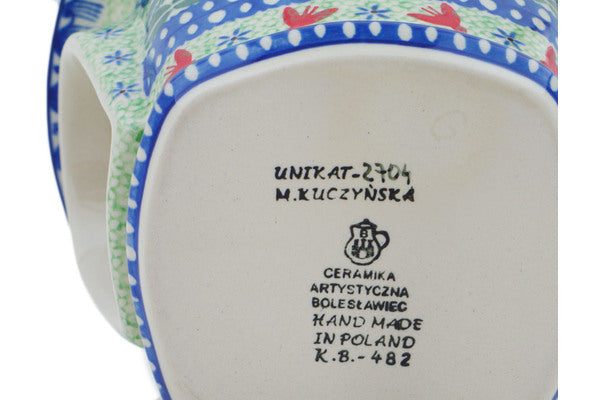 UNIKAT-2704
M.KUCZYŃSKA
CERAMIKA
ARTYSTYCZNA
BOLESŁAWIEC
HAND MADE
IN POLAND
K.B.-482